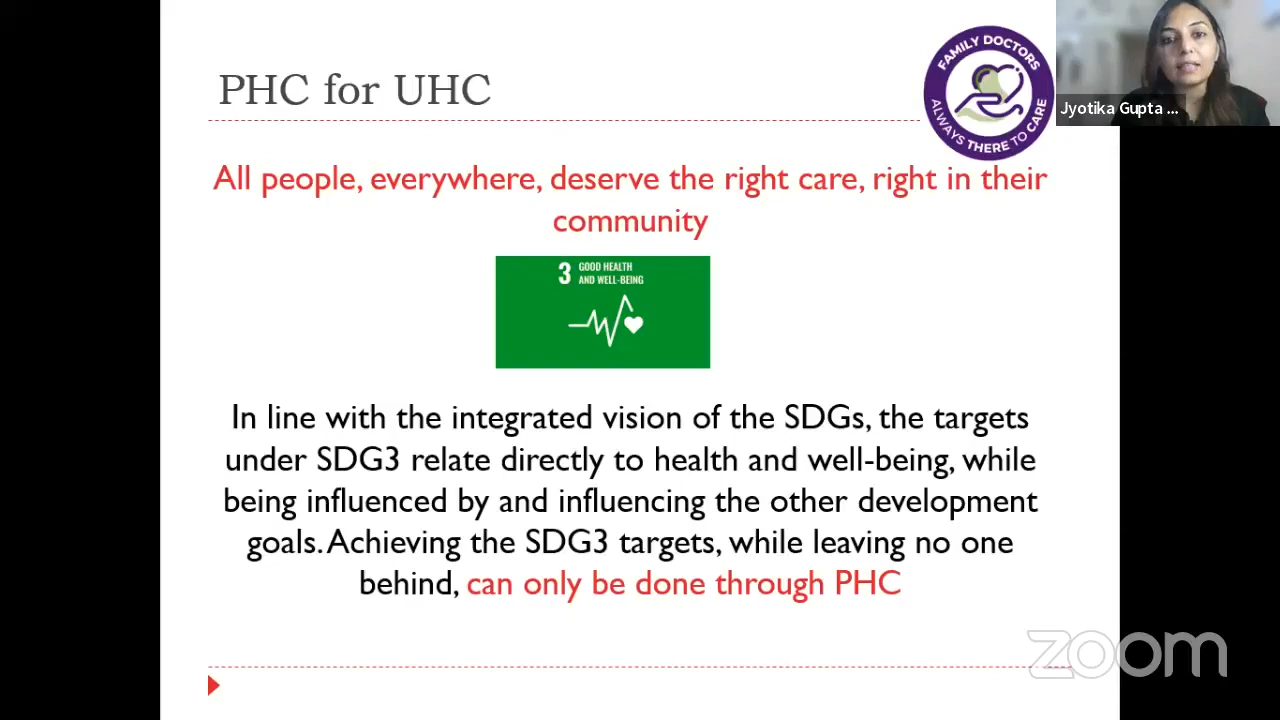 PHC for UHC
FAMILY DOCTORS
ALWAYS THERE TO CARE
Jyotika Gupta ...
All people, everywhere, deserve the right care, right in their
community
3 GOOD HEALTH
AND WELL-BEING
In line with the integrated vision of the SDGs, the targets
under SDG3 relate directly to health and well-being, while
being influenced by and influencing the other development
goals. Achieving the SDG3 targets, while leaving no one
behind, can only be done through PHC
zoom